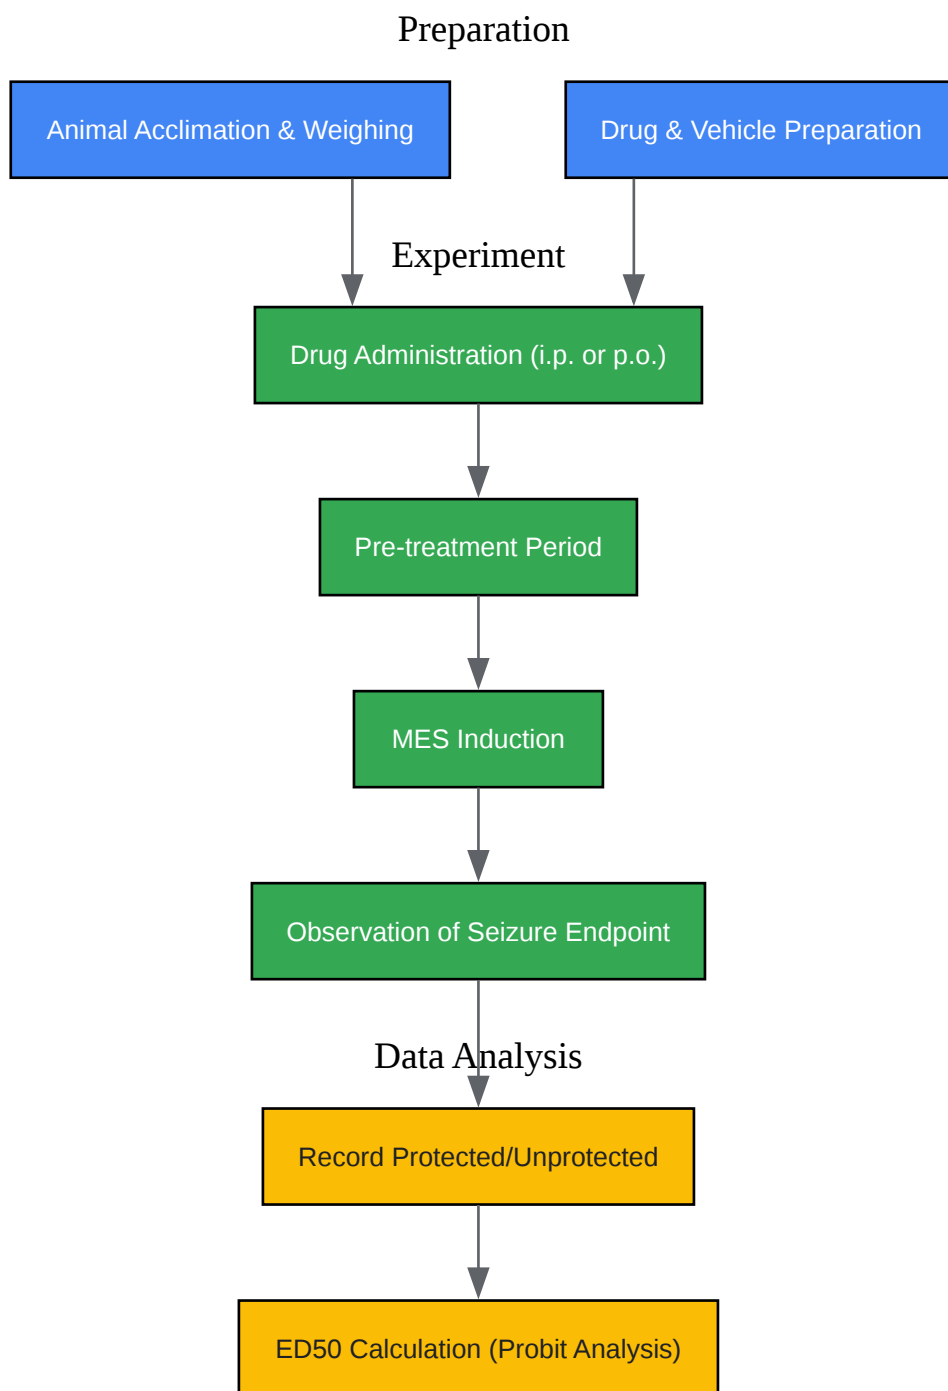 Preparation
Animal Acclimation & Weighing
Drug & Vehicle Preparation
Experiment
Drug Administration (i.p. or p.o.)
Pre-treatment Period
MES Induction
Observation of Seizure Endpoint
Data Analysis
Record Protected/Unprotected
ED50 Calculation (Probit Analysis)